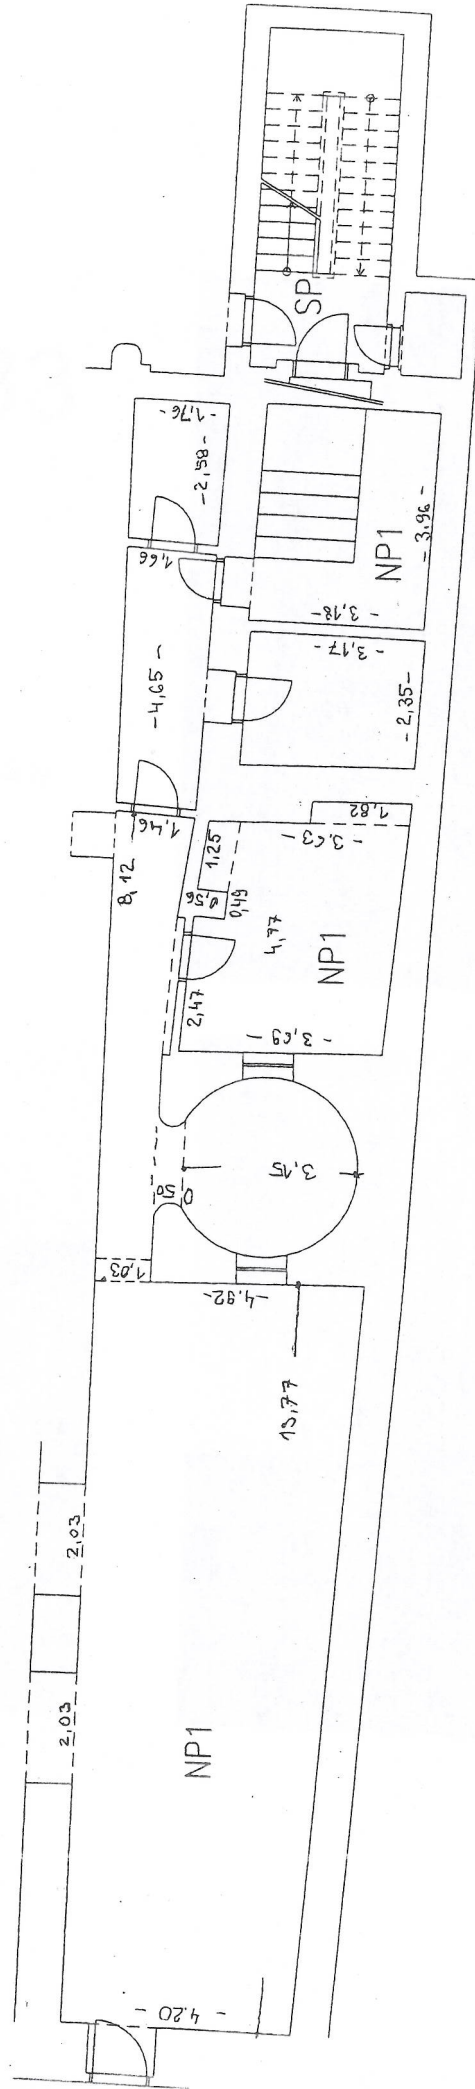 SP
- 1,76 -
- 2,58 -
1,66
NP1
- 3,96 -
- 3,18 -
- 3,17 -
- 2,35 -
- 4,65 -
1,46
8,12
1,82
- 3,63 -
1,25
0,56
0,49
4,77
NP1
2,47
- 3,69 -
3,15
0,50
1,03
- 4,92 -
13,77
2,03
2,03
NP1
- 4.20 -